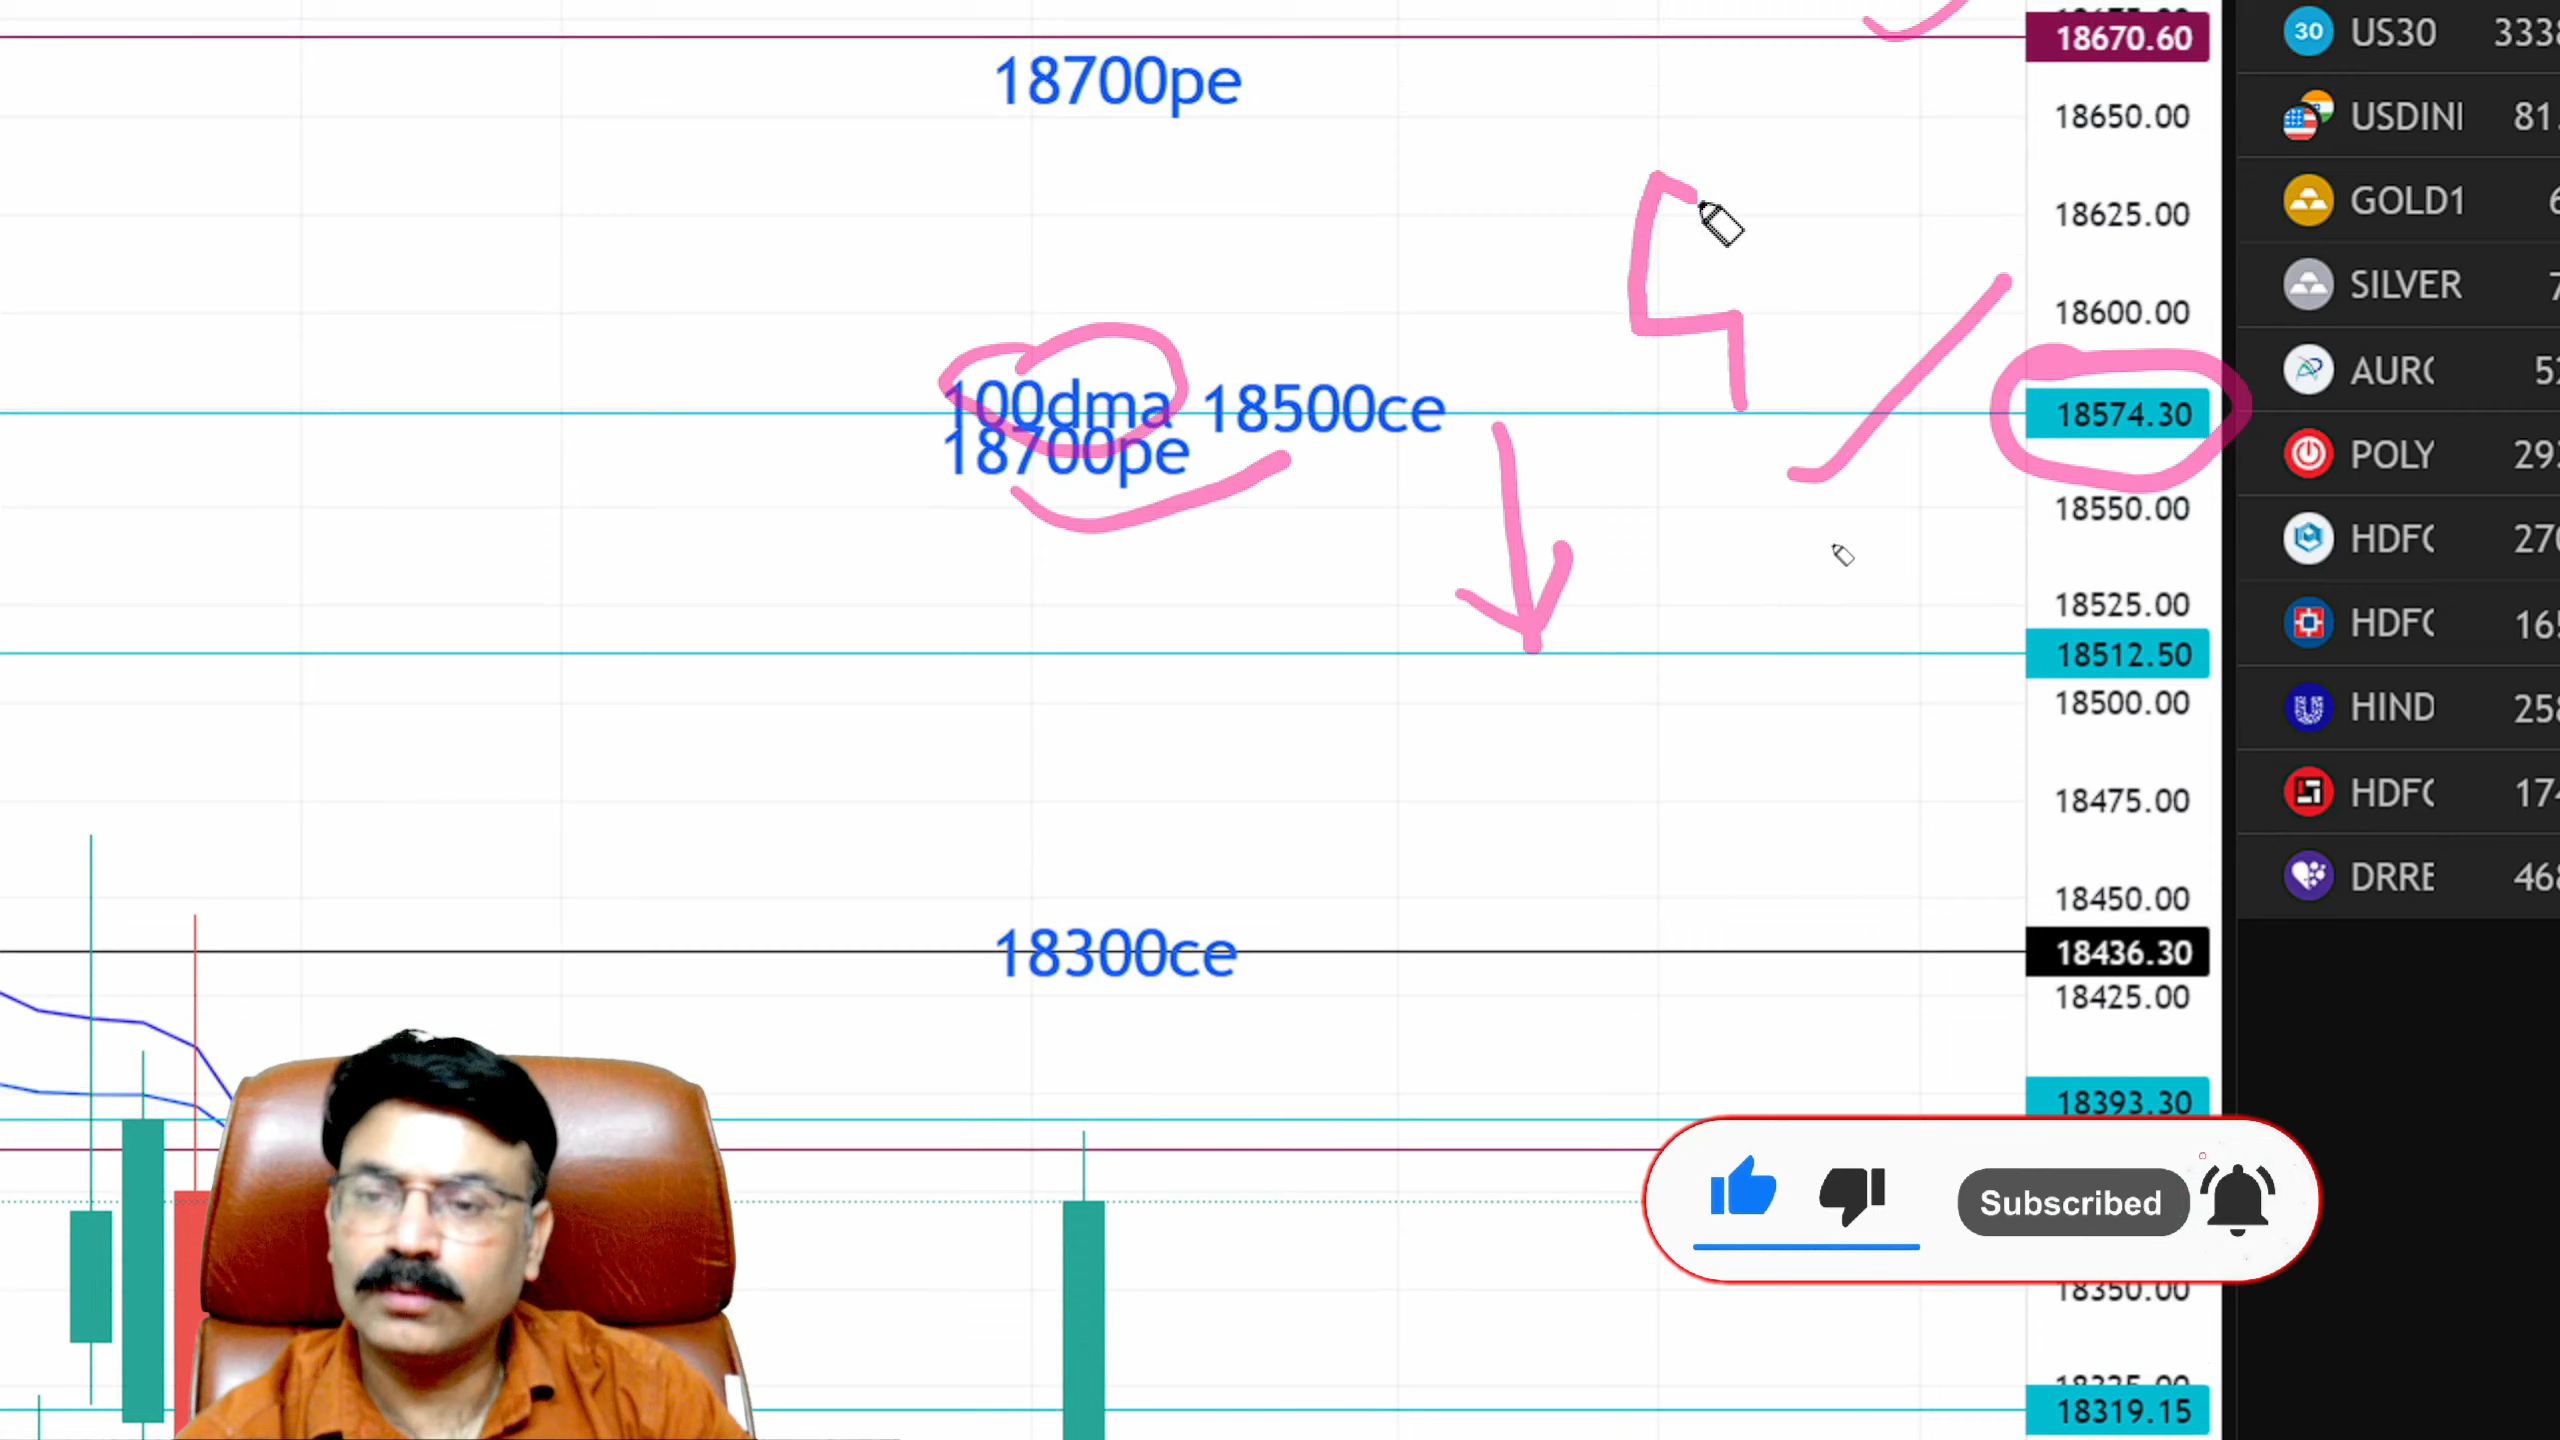 18670.60
18700pe
18650.00
18625.00
18600.00
100dma 18500ce
18574.30
18700pe
18550.00
18525.00
18512.50
18500.00
18475.00
18450.00
18300ce
18436.30
18425.00
18393.30
Subscribed
18350.00
18319.15
30 US30
USDINI 81.
GOLD1
SILVER
AUR
POLY
HDF
HDF
HIND
HDF
DRRE